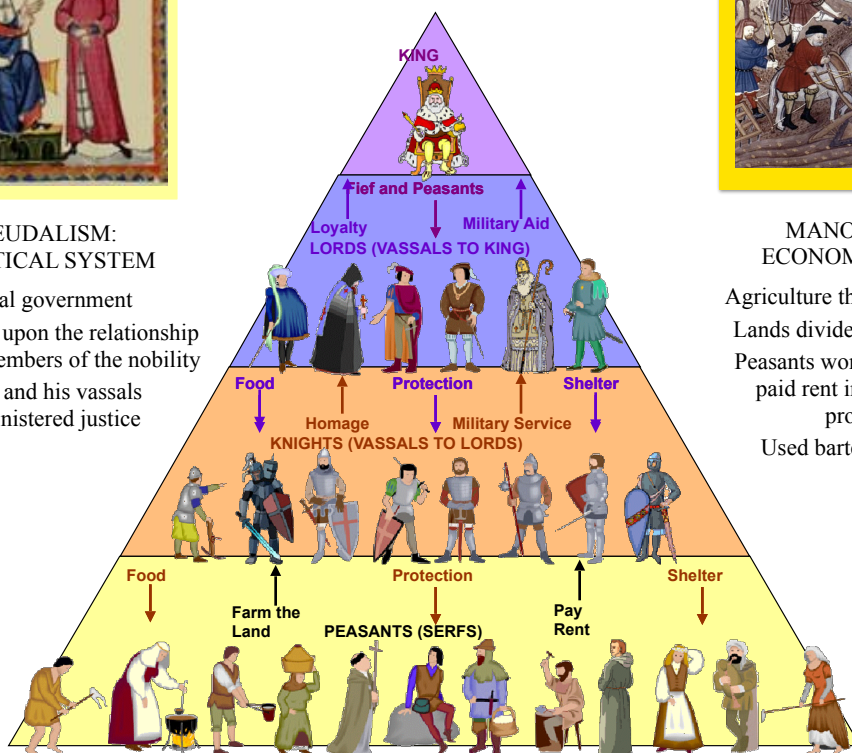 KING
Fief and Peasants
Loyalty
Military Aid
LORDS (VASSALS TO KING)
Food
Protection
Shelter
Homage
Military Service
KNIGHTS (VASSALS TO LORDS)
Food
Protection
Shelter
Farm the
Land
Pay
Rent
PEASANTS (SERFS)
EUDALISM:
TICAL SYSTEM
al government
upon the relationship
embers of the nobility
and his vassals
nistered justice
MANO
ECONOM
Agriculture th
Lands divide
Peasants wor
paid rent i
pro
Used barte